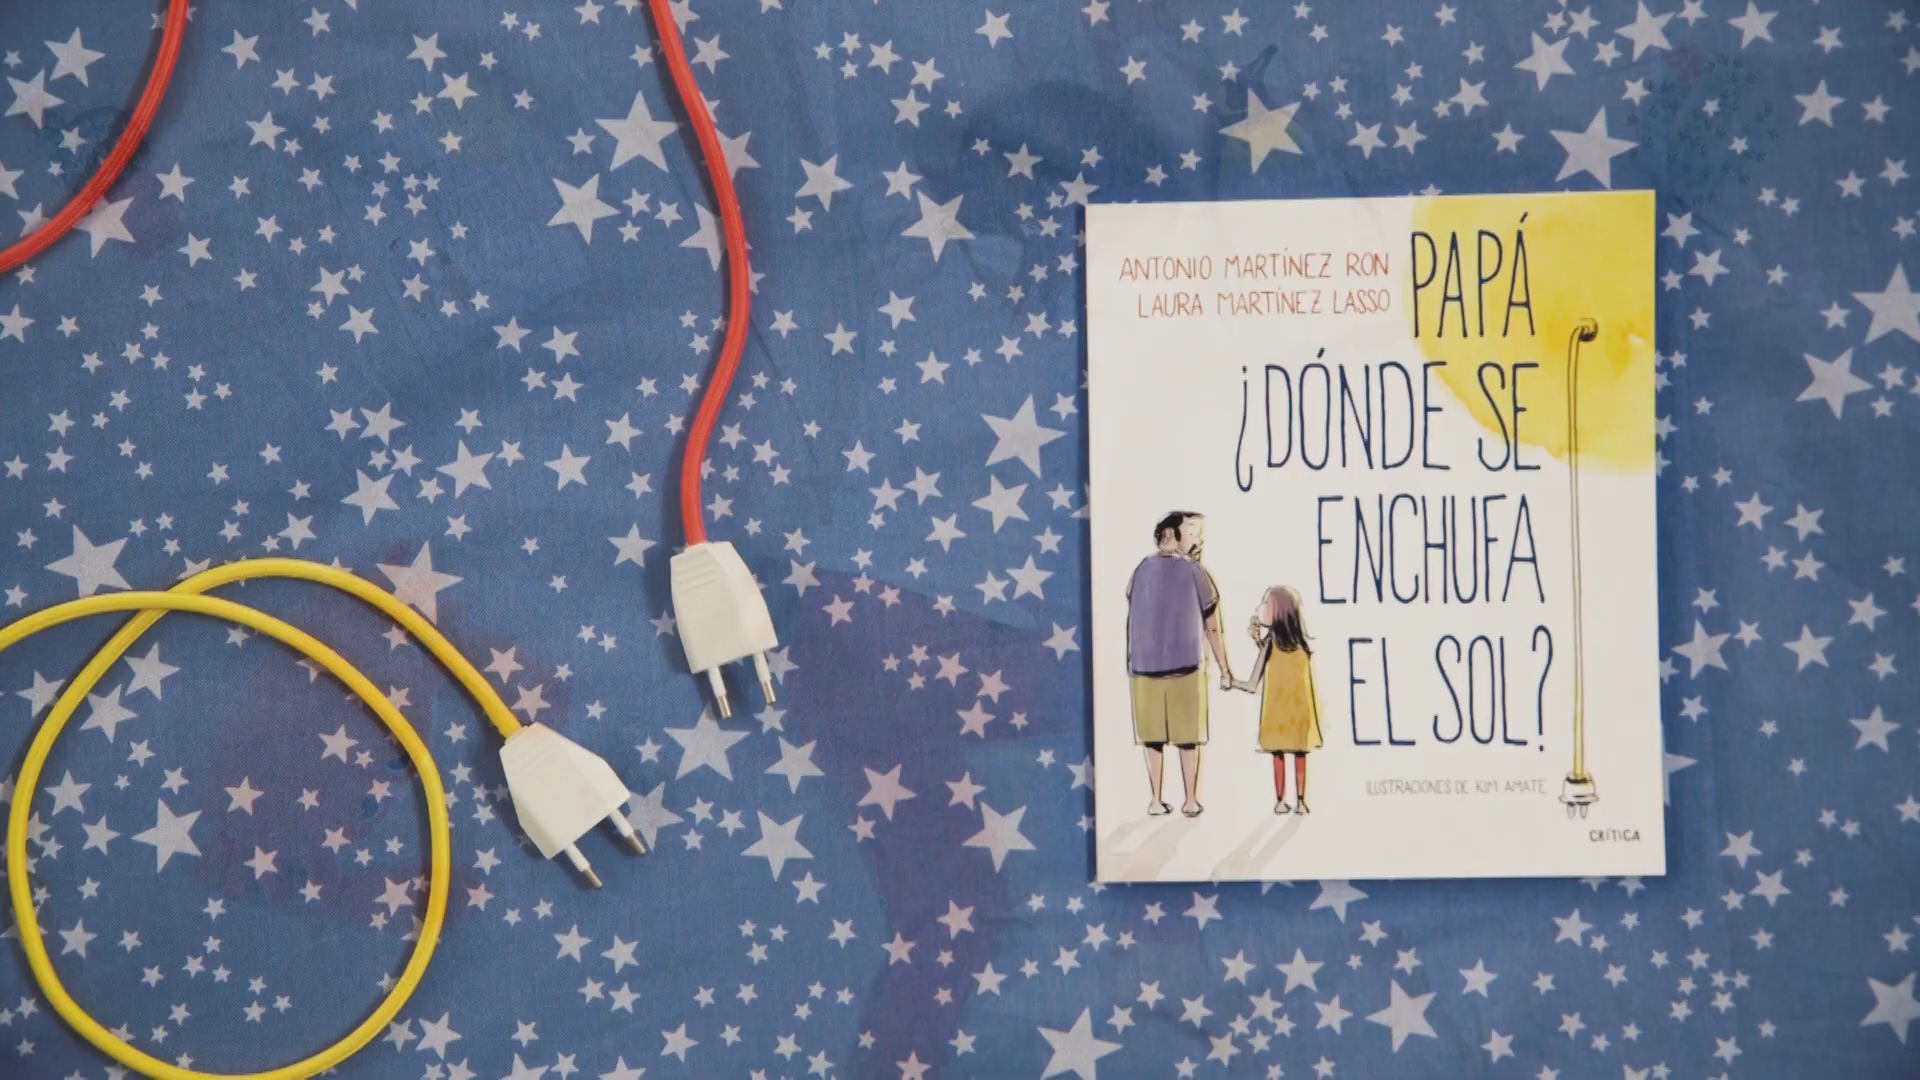 ANTONIO MARTÍNEZ RON
LAURA MARTÍNEZ LASSO
PAPÁ
¿DÓNDE SE
ENCHUFA
EL SOL?
ILUSTRACIONES DE KIM AMATE
CRÍTICA